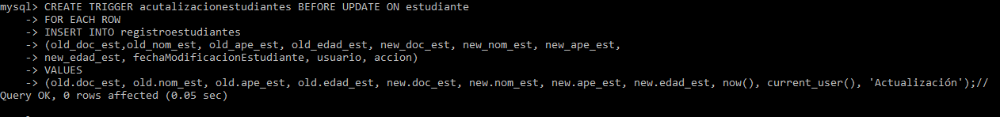 mysql> CREATE TRIGGER acutalizacionestudiantes BEFORE UPDATE ON estudiante
    -> FOR EACH ROW
    -> INSERT INTO registroestudiantes
    -> (old_doc_est,old_nom_est, old_ape_est, old_edad_est, new_doc_est, new_nom_est, new_ape_est,
    -> new_edad_est, fechaModificacionEstudiante, usuario, accion)
    -> VALUES
    -> (old.doc_est, old.nom_est, old.ape_est, old.edad_est, new.doc_est, new.nom_est, new.ape_est, new.edad_est, now(), current_user(), 'Actualización');//
Query OK, 0 rows affected (0.05 sec)